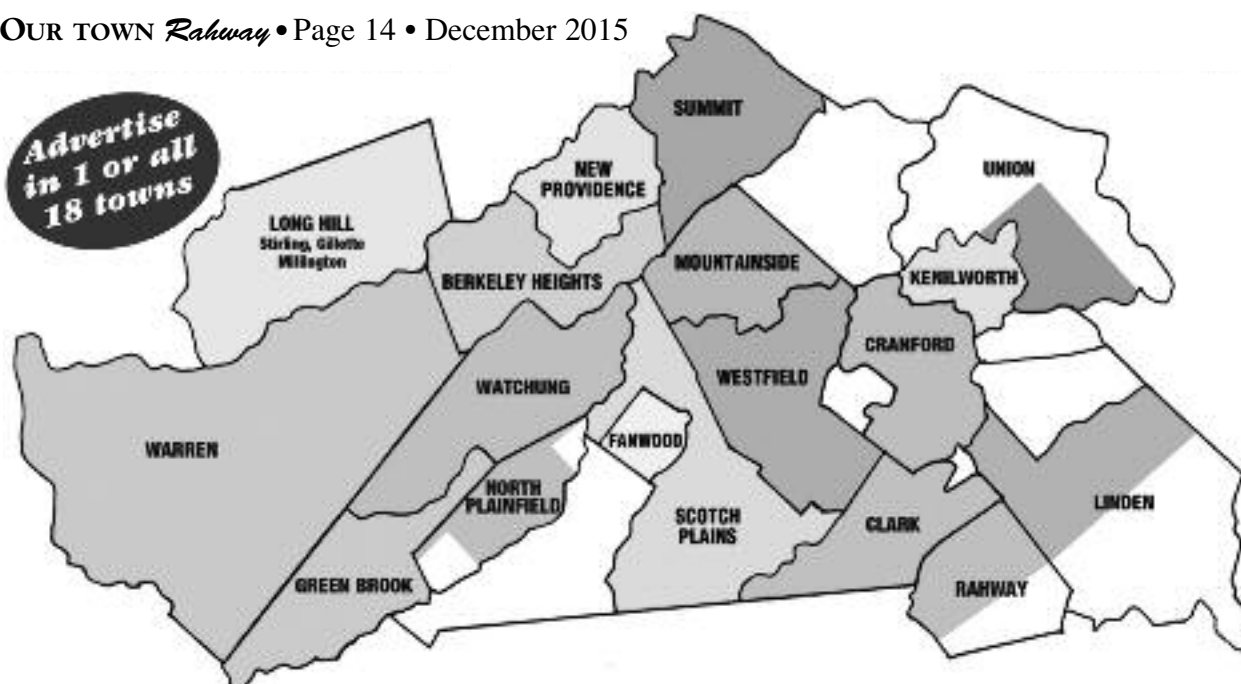 OUR TOWN Rahway • Page 14 • December 2015
Advertise
in 1 or all
18 towns
SUMMIT
NEW
PROVIDENCE
UNION
LONG HILL
Stirling, Gillette
Millington
BERKELEY HEIGHTS
MOUNTAINSIDE
KENILWORTH
CRANFORD
WATCHUNG
WESTFIELD
WARREN
FANWOOD
NORTH
PLAINFIELD
SCOTCH
PLAINS
LINDEN
CLARK
GREEN BROOK
RAHWAY